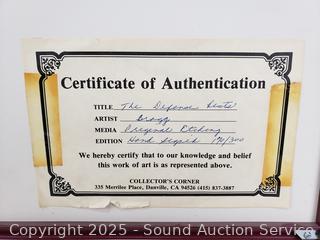 Certificate of Authentication
TITLE The Defense Rests
ARTIST Bragg
MEDIA Original Etching
EDITION Hand Signed 174/300
We hereby certify that to our knowledge and belief
this work of art is as represented above.
COLLECTOR'S CORNER
335 Merrilee Place, Danville, CA 94526 (415) 837-3887
Copyright 2025 - Sound Auction Service